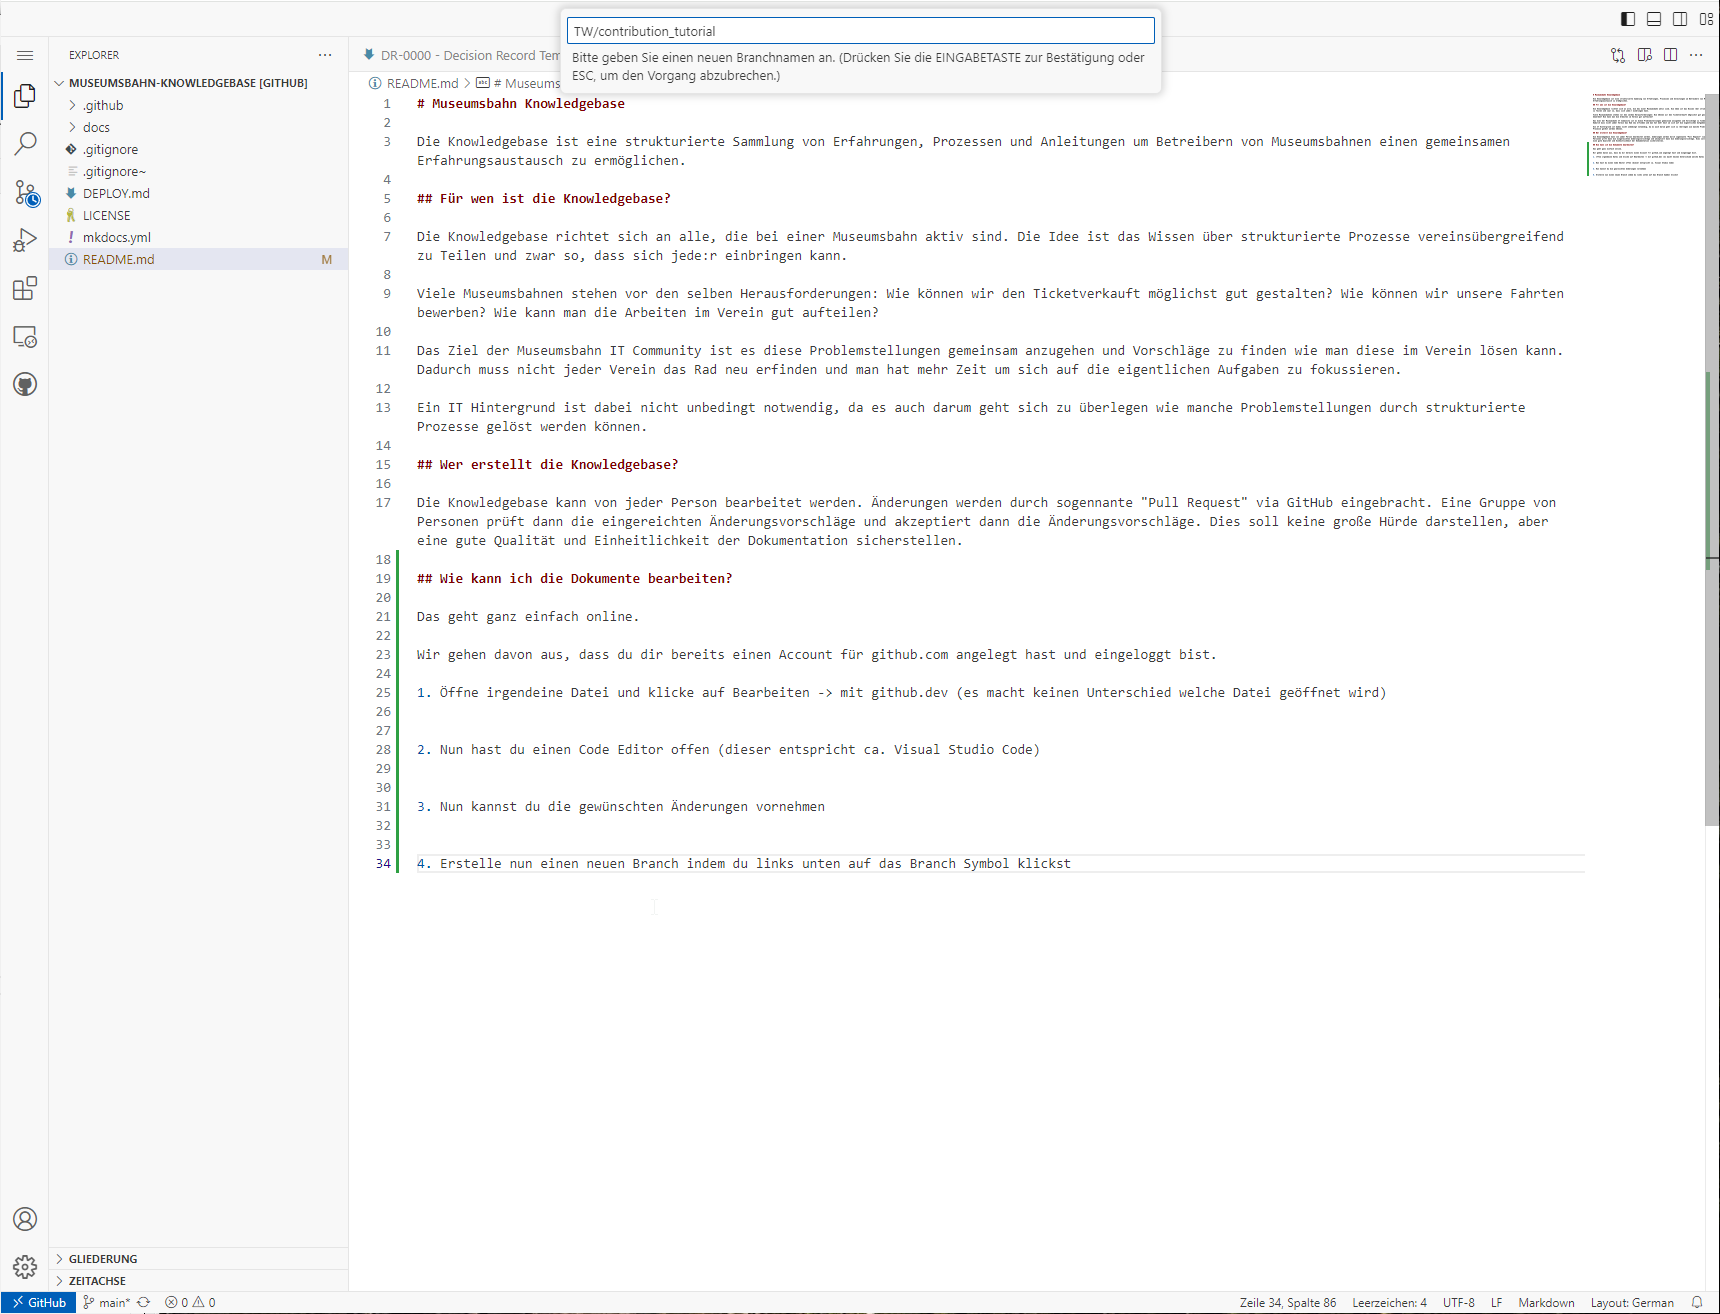 TW/contribution_tutorial
Bitte geben Sie einen neuen Branchnamen an. (Drücken Sie die EINGABETASTE zur Bestätigung oder
ESC, um den Vorgang abzubrechen.)
EXPLORER
MUSEUMSBAHN-KNOWLEDGEBASE [GITHUB]
.github
docs
.gitignore
.gitignore~
DEPLOY.md
LICENSE
mkdocs.yml
README.md M
DR-0000 - Decision Record Tem
README.md > # Museums
1 # Museumsbahn Knowledgebase
2
3 Die Knowledgebase ist eine strukturierte Sammlung von Erfahrungen, Prozessen und Anleitungen um Betreibern von Museumsbahnen einen gemeinsamen
Erfahrungsaustausch zu ermöglichen.
4
5 ## Für wen ist die Knowledgebase?
6
7 Die Knowledgebase richtet sich an alle, die bei einer Museumsbahn aktiv sind. Die Idee ist das Wissen über strukturierte Prozesse vereinsübergreifend
zu Teilen und zwar so, dass sich jede:r einbringen kann.
8
9 Viele Museumsbahnen stehen vor den selben Herausforderungen: Wie können wir den Ticketverkauft möglichst gut gestalten? Wie können wir unsere Fahrten
bewerben? Wie kann man die Arbeiten im Verein gut aufteilen?
10
11 Das Ziel der Museumsbahn IT Community ist es diese Problemstellungen gemeinsam anzugehen und Vorschläge zu finden wie man diese im Verein lösen kann.
Dadurch muss nicht jeder Verein das Rad neu erfinden und man hat mehr Zeit um sich auf die eigentlichen Aufgaben zu fokussieren.
12
13 Ein IT Hintergrund ist dabei nicht unbedingt notwendig, da es auch darum geht sich zu überlegen wie manche Problemstellungen durch strukturierte
Prozesse gelöst werden können.
14
15 ## Wer erstellt die Knowledgebase?
16
17 Die Knowledgebase kann von jeder Person bearbeitet werden. Änderungen werden durch sogennante "Pull Request" via GitHub eingebracht. Eine Gruppe von
Personen prüft dann die eingereichten Änderungsvorschläge und akzeptiert dann die Änderungsvorschläge. Dies soll keine große Hürde darstellen, aber
eine gute Qualität und Einheitlichkeit der Dokumentation sicherstellen.
18
19 ## Wie kann ich die Dokumente bearbeiten?
20
21 Das geht ganz einfach online.
22
23 Wir gehen davon aus, dass du dir bereits einen Account für github.com angelegt hast und eingeloggt bist.
24
25 1. Öffne irgendeine Datei und klicke auf Bearbeiten -> mit github.dev (es macht keinen Unterschied welche Datei geöffnet wird)
26
27
28 2. Nun hast du einen Code Editor offen (dieser entspricht ca. Visual Studio Code)
29
30
31 3. Nun kannst du die gewünschten Änderungen vornehmen
32
33
34 4. Erstelle nun einen neuen Branch indem du links unten auf das Branch Symbol klickst
GLIEDERUNG
ZEITACHSE
GitHub main* 0 0 Zeile 34, Spalte 86 Leerzeichen: 4 UTF-8 LF Markdown Layout: German